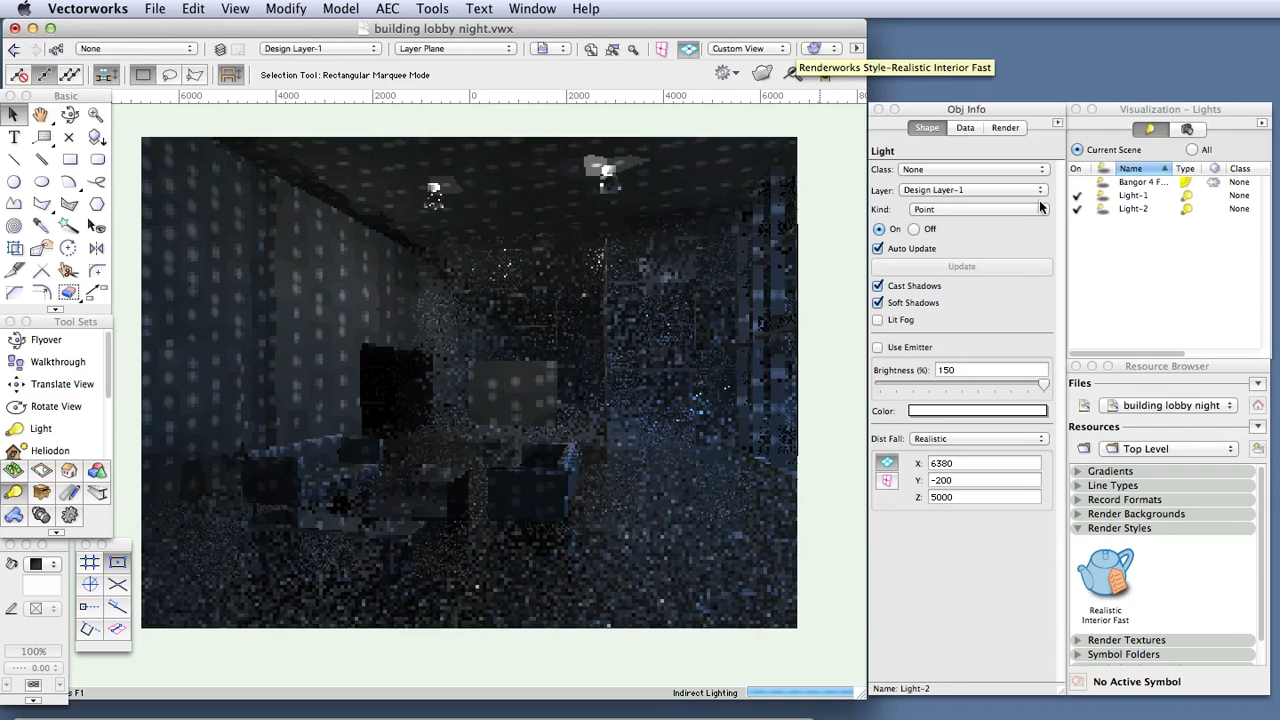 Vectorworks File Edit View Modify Model AEC Tools Text Window Help
building lobby night.vwx
None Design Layer-1 Layer Plane Custom View
Selection Tool: Rectangular Marquee Mode
Renderworks Style-Realistic Interior Fast
Basic
6000 4000 2000 2000 6000 80
Tool Sets
Flyover
Walkthrough
Translate View
Rotate View
Light
Heliodon
100%
0.00
s F1
Indirect Lighting
Obj Info
Shape Data Render
Light
Class: None
Layer: Design Layer-1
Kind: Point
On Off
Auto Update
Update
Cast Shadows
Soft Shadows
Lit Fog
Use Emitter
Brightness (%): 150
Color:
Dist Fall: Realistic
X: 6380
Y: -200
Z: 5000
Name: Light-2
Visualization - Lights
Current Scene All
On Name Type Class
Bangor 4 F... None
Light-1 None
Light-2 None
Resource Browser
Files
building lobby night
Resources
Top Level
Gradients
Line Types
Record Formats
Render Backgrounds
Render Styles
Realistic
Interior Fast
Render Textures
Symbol Folders
No Active Symbol